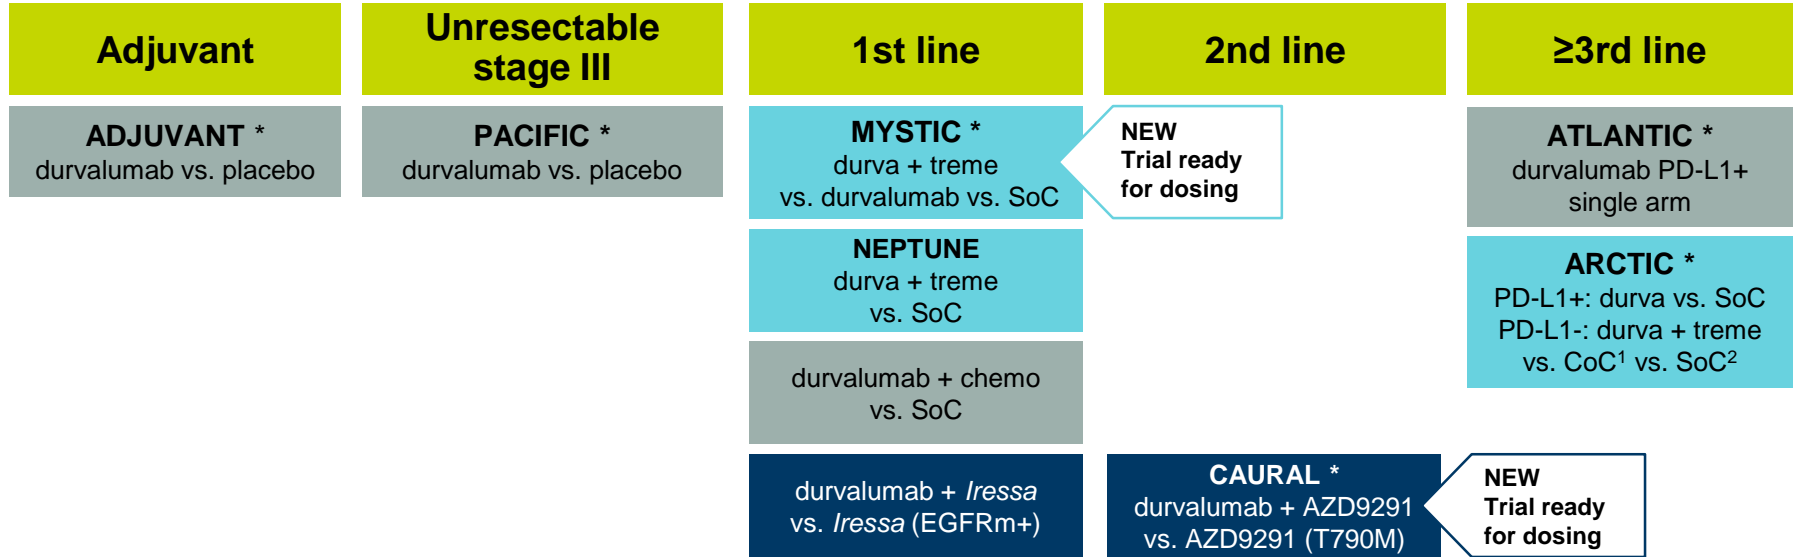 Adjuvant
Unresectable
stage III
1st line
2nd line
≥3rd line
ADJUVANT *
durvalumab vs. placebo
PACIFIC *
durvalumab vs. placebo
MYSTIC *
durva + treme
vs. durvalumab vs. SoC
NEW
Trial ready
for dosing
ATLANTIC *
durvalumab PD-L1+
single arm
NEPTUNE
durva + treme
vs. SoC
ARCTIC *
PD-L1+: durva vs. SoC
PD-L1-: durva + treme
vs. CoC¹ vs. SoC²
durvalumab + chemo
vs. SoC
durvalumab + Iressa
vs. Iressa (EGFRm+)
CAURAL *
durvalumab + AZD9291
vs. AZD9291 (T790M)
NEW
Trial ready
for dosing